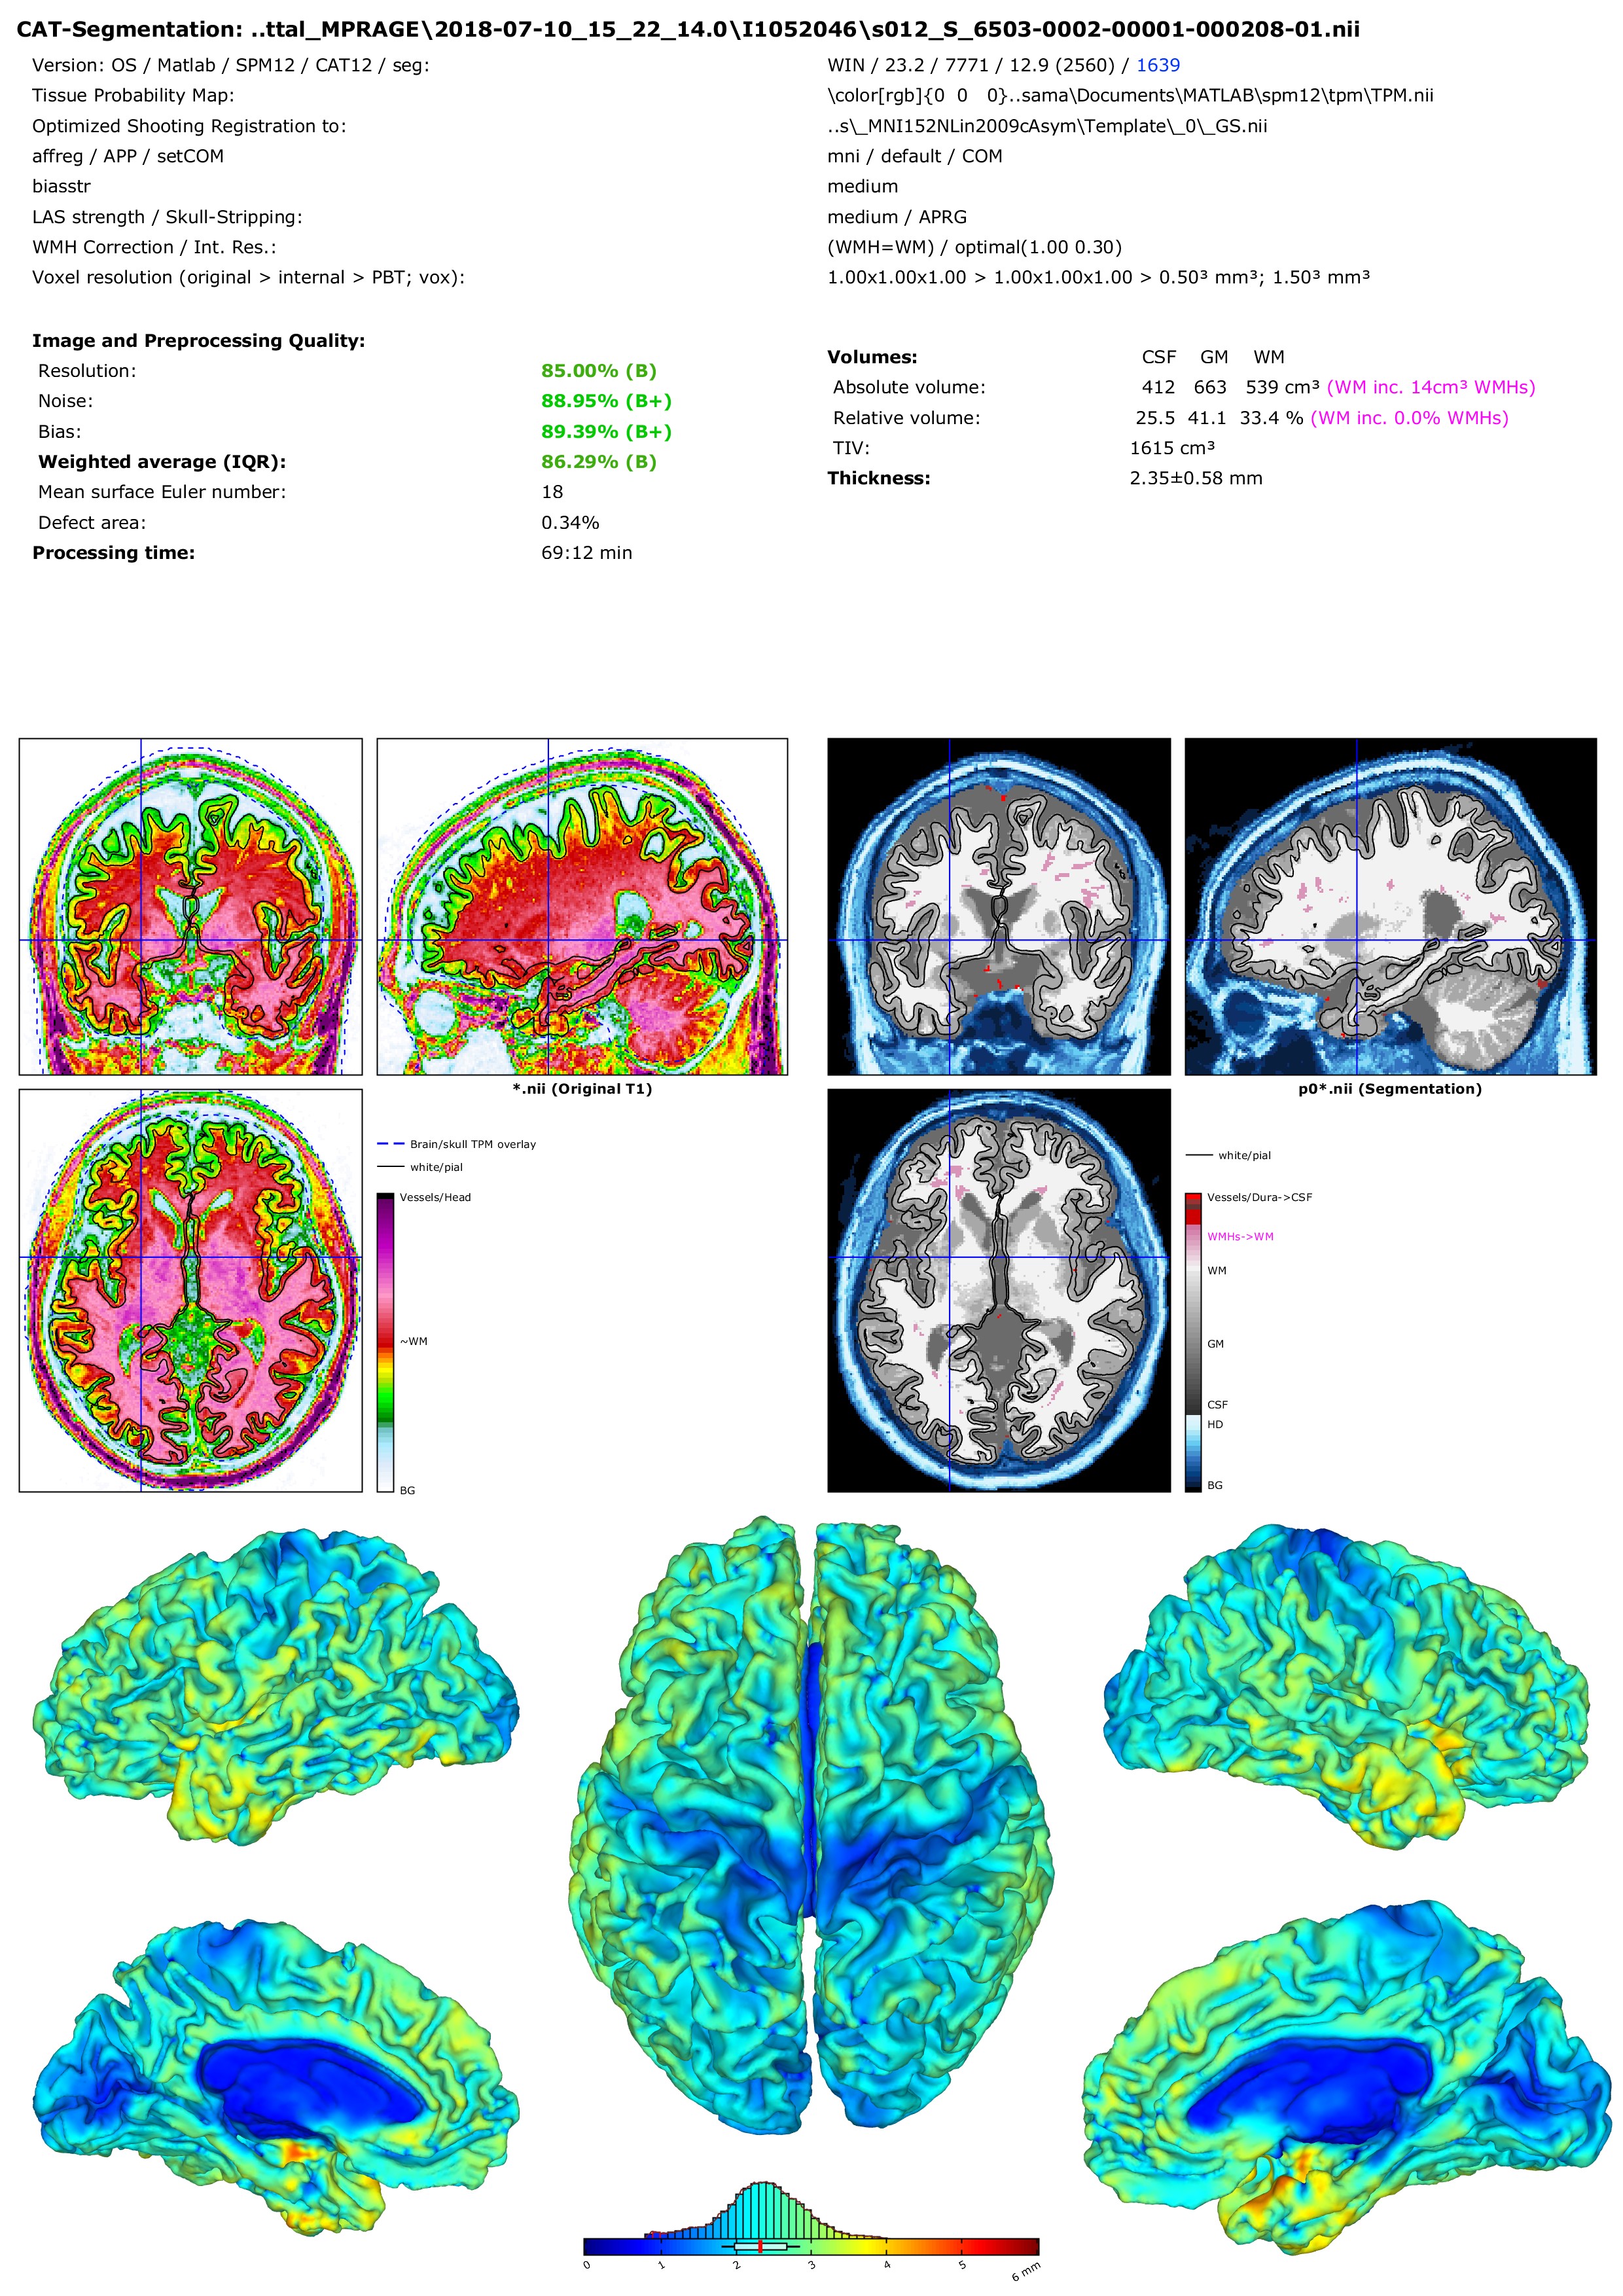 CAT-Segmentation: ..ttal_MPRAGE\2018-07-10_15_22_14.0\I1052046\s012_S_6503-0002-00001-000208-01.nii
Version: OS / Matlab / SPM12 / CAT12 / seg: WIN / 23.2 / 7771 / 12.9 (2560) / 1639
Tissue Probability Map: \color[rgb]{0 0 0}..sama\Documents\MATLAB\spm12\tpm\TPM.nii
Optimized Shooting Registration to: ..s\_MNI152NLin2009cAsym\Template\_0\_GS.nii
affreg / APP / setCOM mni / default / COM
biasstr medium
LAS strength / Skull-Stripping: medium / APRG
WMH Correction / Int. Res.: (WMH=WM) / optimal(1.00 0.30)
Voxel resolution (original > internal > PBT; vox): 1.00x1.00x1.00 > 1.00x1.00x1.00 > 0.50³ mm³; 1.50³ mm³
Image and Preprocessing Quality:
Resolution: 85.00% (B)
Noise: 88.95% (B+)
Bias: 89.39% (B+)
Weighted average (IQR): 86.29% (B)
Mean surface Euler number: 18
Defect area: 0.34%
Processing time: 69:12 min
Volumes: CSF GM WM
Absolute volume: 412 663 539 cm³ (WM inc. 14cm³ WMHs)
Relative volume: 25.5 41.1 33.4 % (WM inc. 0.0% WMHs)
TIV: 1615 cm³
Thickness: 2.35±0.58 mm
*.nii (Original T1)
Brain/skull TPM overlay
white/pial
Vessels/Head
~WM
BG
p0*.nii (Segmentation)
white/pial
Vessels/Dura->CSF
WMHs->WM
WM
GM
CSF
HD
BG
0 1 2 3 4 5 6 mm